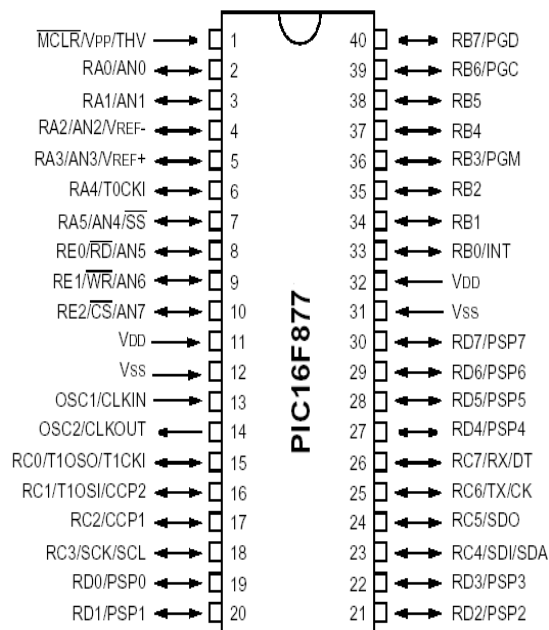 MCLR/VPP/THV 1 40 RB7/PGD
RA0/AN0 2 39 RB6/PGC
RA1/AN1 3 38 RB5
RA2/AN2/VREF- 4 37 RB4
RA3/AN3/VREF+ 5 36 RB3/PGM
RA4/T0CKI 6 35 RB2
RA5/AN4/SS 7 34 RB1
RE0/RD/AN5 8 33 RB0/INT
RE1/WR/AN6 9 32 VDD
RE2/CS/AN7 10 31 VSS
VDD 11 30 RD7/PSP7
VSS 12 29 RD6/PSP6
OSC1/CLKIN 13 28 RD5/PSP5
OSC2/CLKOUT 14 27 RD4/PSP4
RC0/T1OSO/T1CKI 15 26 RC7/RX/DT
RC1/T1OSI/CCP2 16 25 RC6/TX/CK
RC2/CCP1 17 24 RC5/SDO
RC3/SCK/SCL 18 23 RC4/SDI/SDA
RD0/PSP0 19 22 RD3/PSP3
RD1/PSP1 20 21 RD2/PSP2
PIC16F877